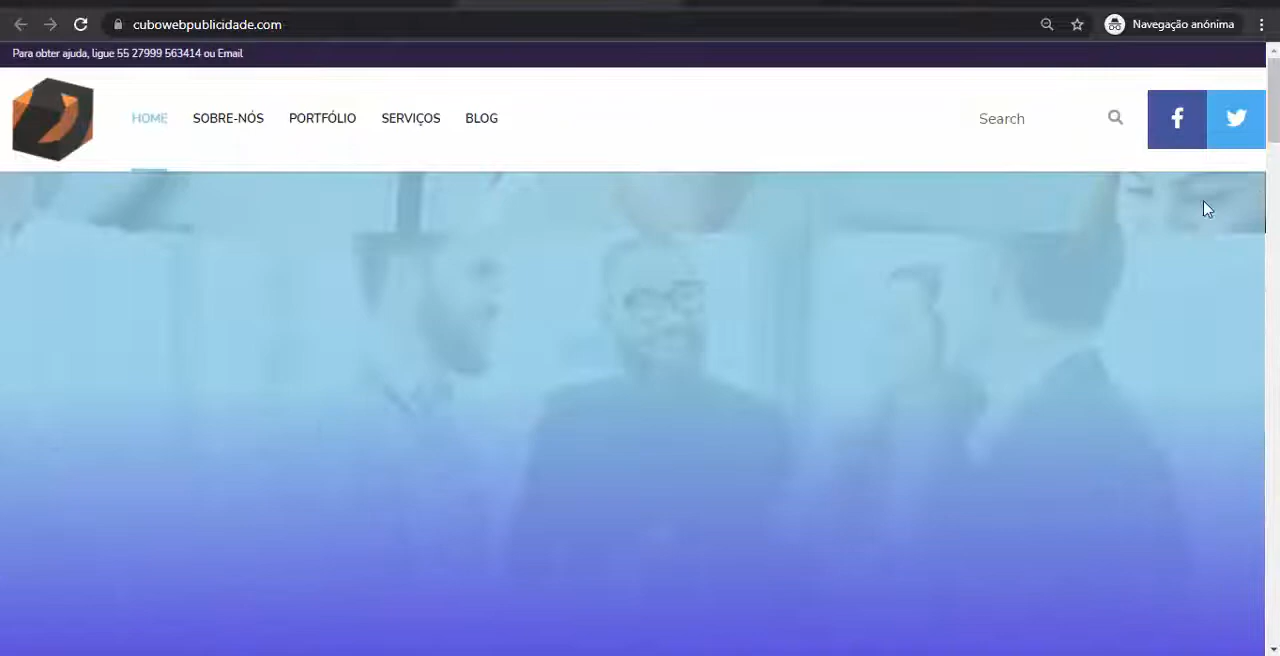 cubowebpublicidade.com
Navegação anónima
Para obter ajuda, ligue 55 27999 563414 ou Email
HOME SOBRE-NÓS PORTFÓLIO SERVIÇOS BLOG Search